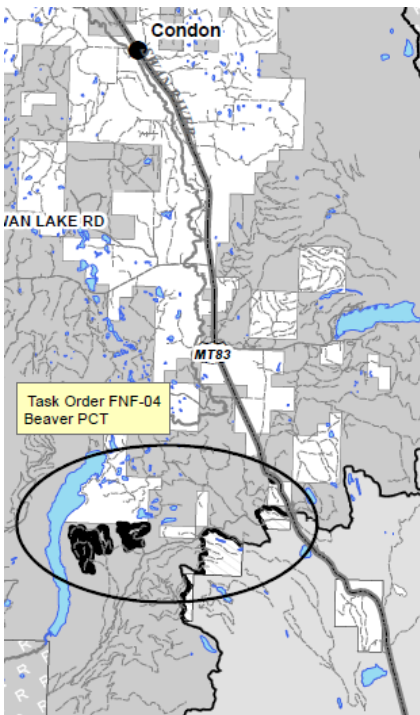 Condon
WAN LAKE RD
MT83
Task Order FNF-04
Beaver PCT
R
R
R R
R